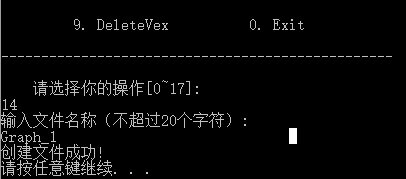 9. DeleteVex 0. Exit
----------------------------------------------------
请选择你的操作[0~17]:
14
输入文件名称（不超过20个字符）:
Graph_1
创建文件成功!
请按任意键继续. . .